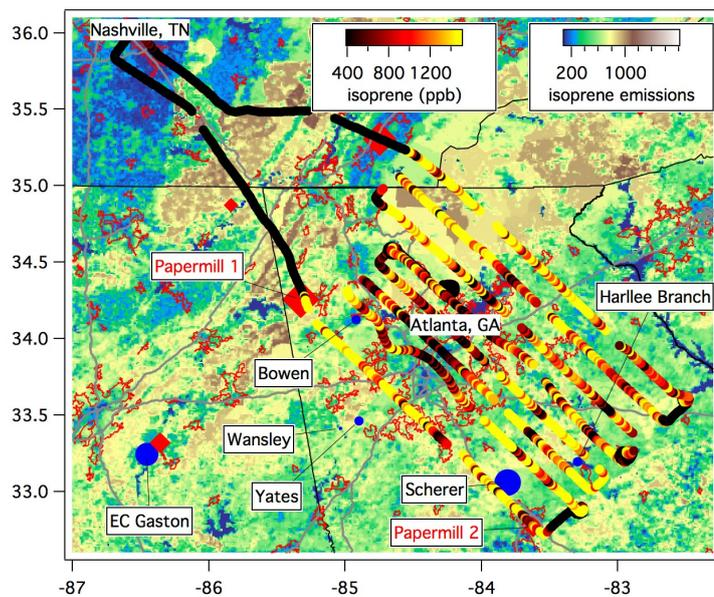 36.0
35.5
35.0
34.5
34.0
33.5
33.0
-87
-86
-85
-84
-83
Nashville, TN
400 800 1200
isoprene (ppb)
200 1000
isoprene emissions
Papermill 1
Harllee Branch
Atlanta, GA
Bowen
Wansley
Yates
Scherer
EC Gaston
Papermill 2